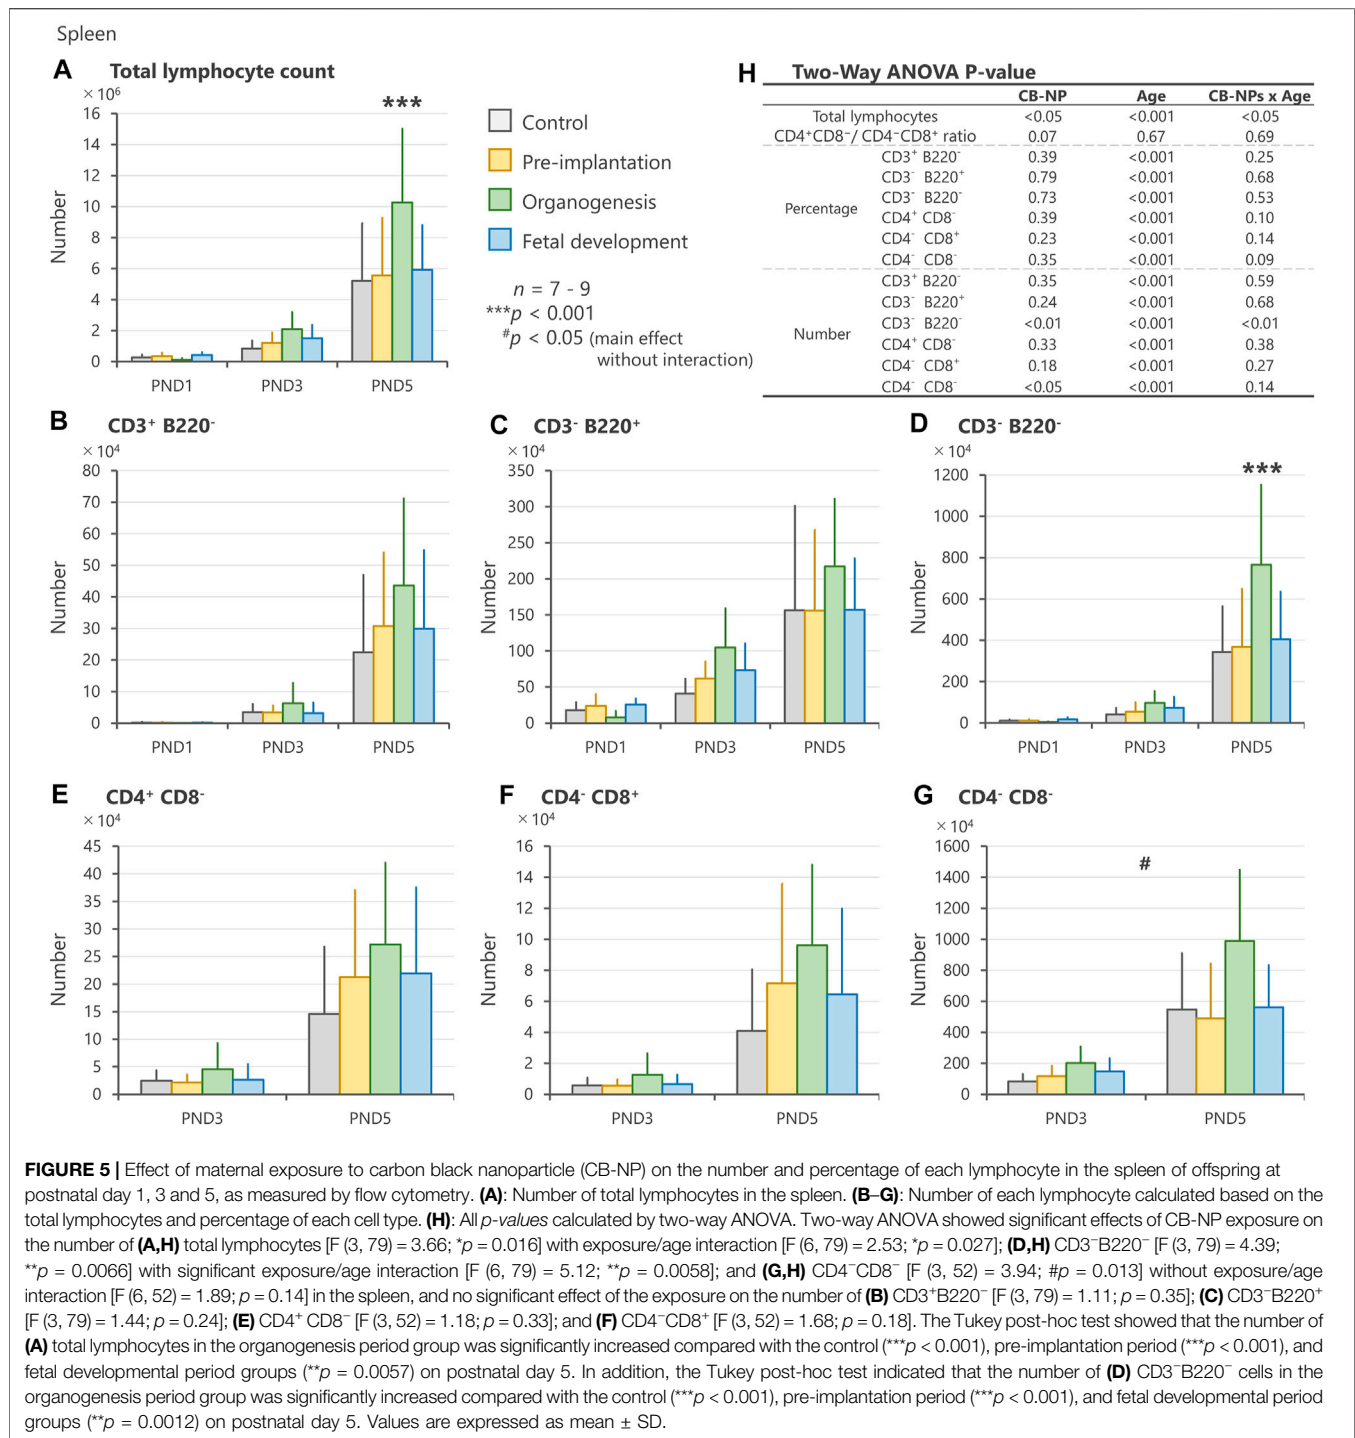 Spleen
A Total lymphocyte count
× 10⁶
Number
16
14
12
10
8
6
4
2
0
***
PND1 PND3 PND5
Control
Pre-implantation
Organogenesis
Fetal development
n = 7 - 9
***p < 0.001
#p < 0.05 (main effect
without interaction)
H Two-Way ANOVA P-value
CB-NP Age CB-NPs x Age
Total lymphocytes <0.05 <0.001 <0.05
CD4⁺CD8⁻/ CD4⁻CD8⁺ ratio 0.07 0.67 0.69
Percentage
CD3⁺ B220⁻ 0.39 <0.001 0.25
CD3⁻ B220⁺ 0.79 <0.001 0.68
CD3⁻ B220⁻ 0.73 <0.001 0.53
CD4⁺ CD8⁻ 0.39 <0.001 0.10
CD4⁻ CD8⁺ 0.23 <0.001 0.14
CD4⁻ CD8⁻ 0.35 <0.001 0.09
Number
CD3⁺ B220⁻ 0.35 <0.001 0.59
CD3⁻ B220⁺ 0.24 <0.001 0.68
CD3⁻ B220⁻ <0.01 <0.001 <0.01
CD4⁺ CD8⁻ 0.33 <0.001 0.38
CD4⁻ CD8⁺ 0.18 <0.001 0.27
CD4⁻ CD8⁻ <0.05 <0.001 0.14
B CD3⁺ B220⁻
× 10⁴
Number
80
70
60
50
40
30
20
10
0
PND1 PND3 PND5
C CD3⁻ B220⁺
× 10⁴
Number
350
300
250
200
150
100
50
0
PND1 PND3 PND5
D CD3⁻ B220⁻
× 10⁴
Number
1200
1000
800
600
400
200
0
***
PND1 PND3 PND5
E CD4⁺ CD8⁻
× 10⁴
Number
45
40
35
30
25
20
15
10
5
0
PND3 PND5
F CD4⁻ CD8⁺
× 10⁴
Number
16
14
12
10
8
6
4
2
0
PND3 PND5
G CD4⁻ CD8⁻
× 10⁴
Number
1600
1400
1200
1000
800
600
400
200
0
#
PND3 PND5
FIGURE 5 | Effect of maternal exposure to carbon black nanoparticle (CB-NP) on the number and percentage of each lymphocyte in the spleen of offspring at
postnatal day 1, 3 and 5, as measured by flow cytometry. (A): Number of total lymphocytes in the spleen. (B–G): Number of each lymphocyte calculated based on the
total lymphocytes and percentage of each cell type. (H): All p-values calculated by two-way ANOVA. Two-way ANOVA showed significant effects of CB-NP exposure on
the number of (A,H) total lymphocytes [F (3, 79) = 3.66; *p = 0.016] with exposure/age interaction [F (6, 79) = 2.53; *p = 0.027]; (D,H) CD3⁻B220⁻ [F (3, 79) = 4.39;
**p = 0.0066] with significant exposure/age interaction [F (6, 79) = 5.12; **p = 0.0058]; and (G,H) CD4⁻CD8⁻ [F (3, 52) = 3.94; #p = 0.013] without exposure/age
interaction [F (6, 52) = 1.89; p = 0.14] in the spleen, and no significant effect of the exposure on the number of (B) CD3⁺B220⁻ [F (3, 79) = 1.11; p = 0.35]; (C) CD3⁻B220⁺
[F (3, 79) = 1.44; p = 0.24]; (E) CD4⁺ CD8⁻ [F (3, 52) = 1.18; p = 0.33]; and (F) CD4⁻CD8⁺ [F (3, 52) = 1.68; p = 0.18]. The Tukey post-hoc test showed that the number of
(A) total lymphocytes in the organogenesis period group was significantly increased compared with the control (***p < 0.001), pre-implantation period (***p < 0.001), and
fetal developmental period groups (**p = 0.0057) on postnatal day 5. In addition, the Tukey post-hoc test indicated that the number of (D) CD3⁻B220⁻ cells in the
organogenesis period group was significantly increased compared with the control (***p < 0.001), pre-implantation period (***p < 0.001), and fetal developmental period
groups (**p = 0.0012) on postnatal day 5. Values are expressed as mean ± SD.